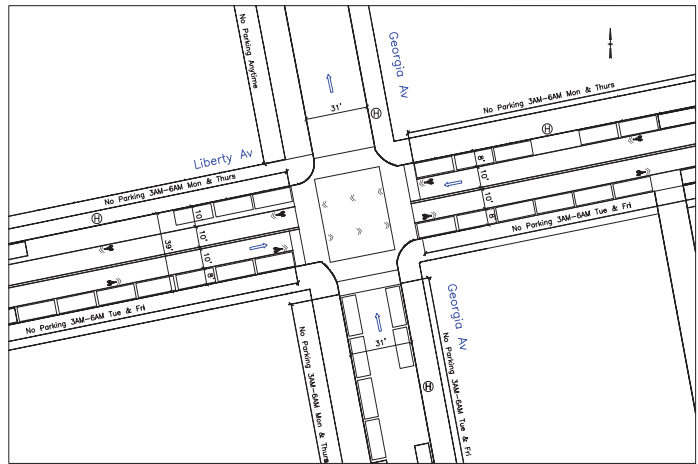 No Parking Anytime
Georgia Av
31'
H
No Parking 3AM-6AM Mon & Thurs
H
Liberty Av
No Parking 3AM-6AM Mon & Thurs
8'
10'
10'
8'
H
10'
10'
39'
10'
8'
No Parking 3AM-6AM Tue & Fri
No Parking 3AM-6AM Tue & Fri
Georgia Av
31'
No Parking 3AM-6AM Mon & Thurs
No Parking 3AM-6AM Tue & Fri
H